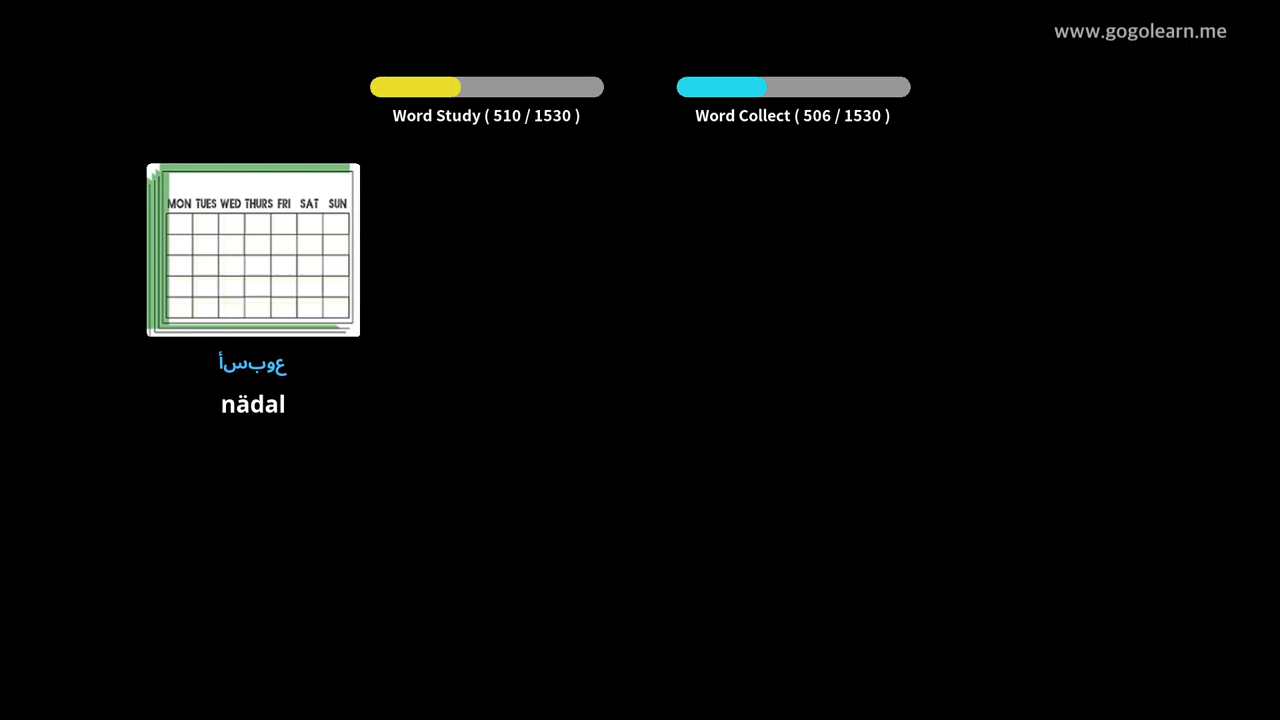 www.gogolearn.me
Word Study ( 510 / 1530 )
Word Collect ( 506 / 1530 )
MON TUES WED THURS FRI SAT SUN
عوبسأ
nädal